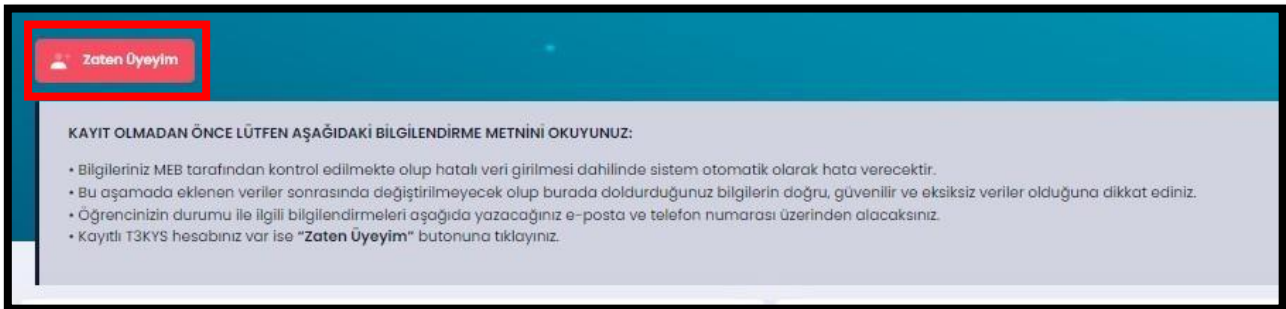 Zaten Üyeyim
KAYIT OLMADAN ÖNCE LÜTFEN AŞAĞIDAKİ BİLGİLENDİRME METNİNİ OKUYUNUZ:
• Bilgileriniz MEB tarafından kontrol edilmekte olup hatalı veri girilmesi dahilinde sistem otomatik olarak hata verecektir.
• Bu aşamada eklenen veriler sonrasında değiştirilmeyecek olup burada doldurduğunuz bilgilerin doğru, güvenilir ve eksiksiz veriler olduğuna dikkat ediniz.
• Öğrencinizin durumu ile ilgili bilgilendirmeleri aşağıda yazacağınız e-posta ve telefon numarası üzerinden alacaksınız.
• Kayıtlı T3KYS hesabınız var ise “Zaten Üyeyim” butonuna tıklayınız.